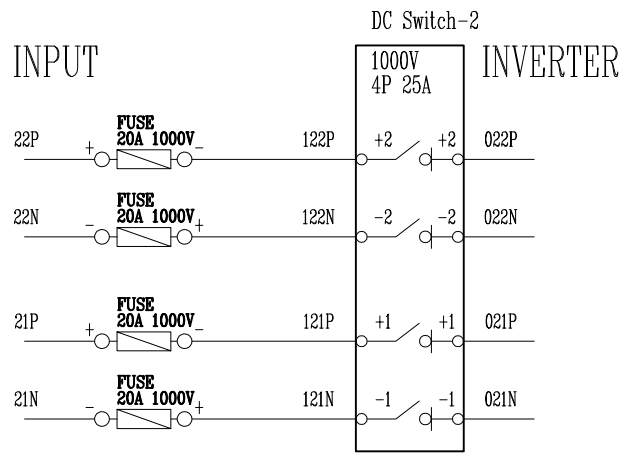 DC Switch-2
INPUT
1000V
4P 25A
INVERTER
FUSE
20A 1000V
22P
+
-
122P
+2
+2
022P
FUSE
20A 1000V
22N
-
+
122N
-2
-2
022N
FUSE
20A 1000V
21P
+
-
121P
+1
+1
021P
FUSE
20A 1000V
21N
-
+
121N
-1
-1
021N